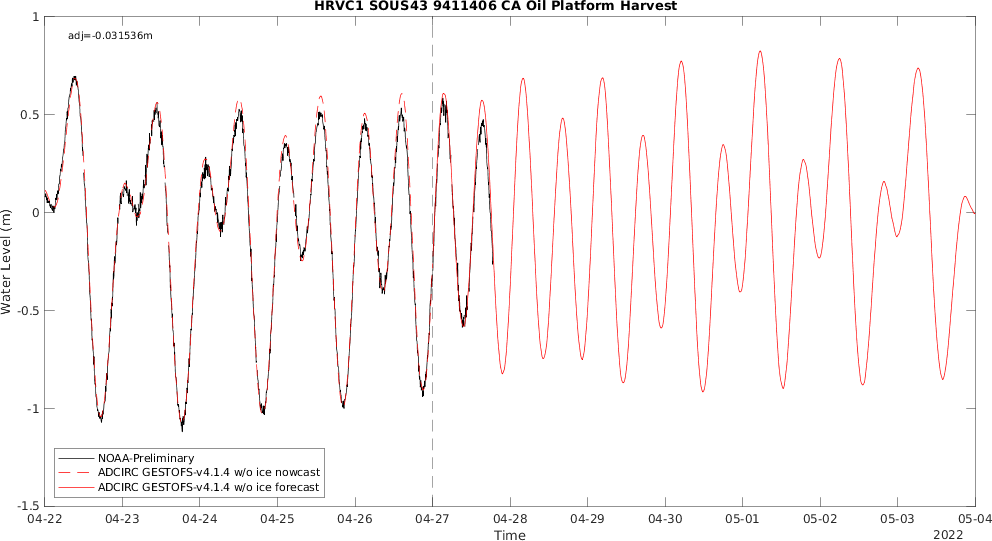 HRVC1 SOUS43 9411406 CA Oil Platform Harvest
adj=-0.031536m
1
0.5
0
-0.5
-1
-1.5
Water Level (m)
NOAA-Preliminary
ADCIRC GESTOFS-v4.1.4 w/o ice nowcast
ADCIRC GESTOFS-v4.1.4 w/o ice forecast
04-22 04-23 04-24 04-25 04-26 04-27 04-28 04-29 04-30 05-01 05-02 05-03 05-04
Time
2022